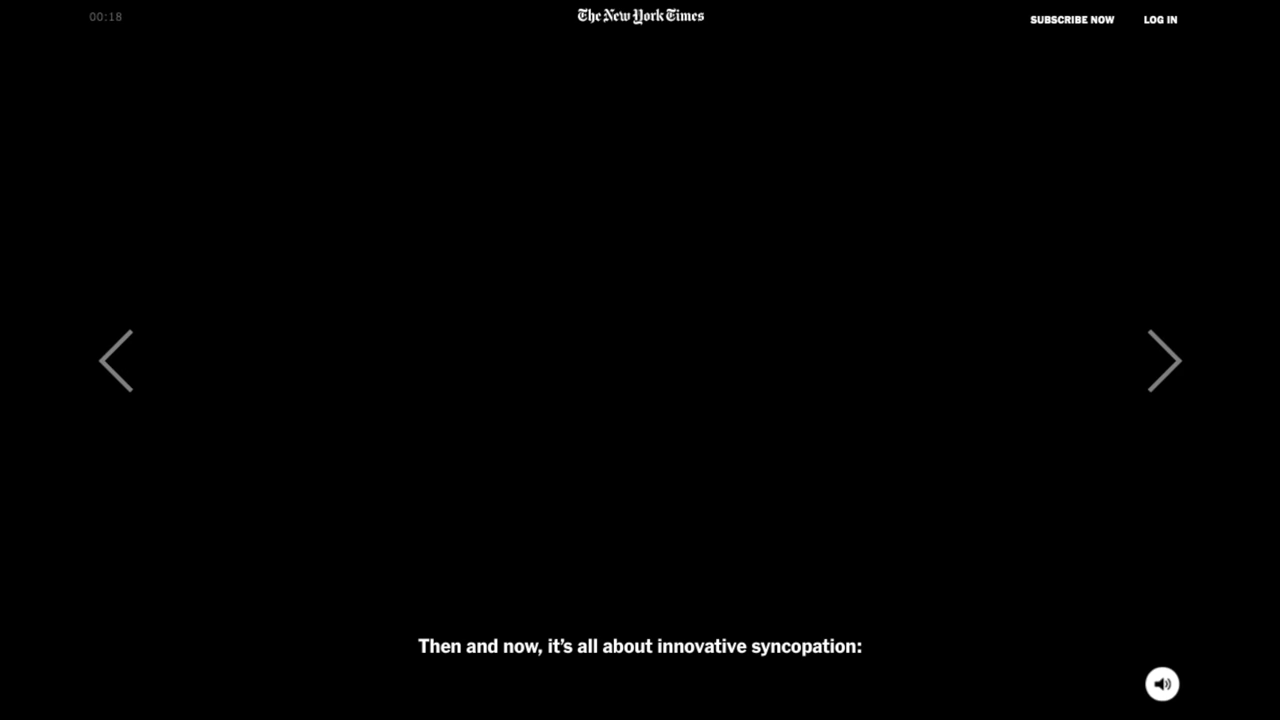 00:18
The New York Times
SUBSCRIBE NOW
LOG IN
Then and now, it's all about innovative syncopation: